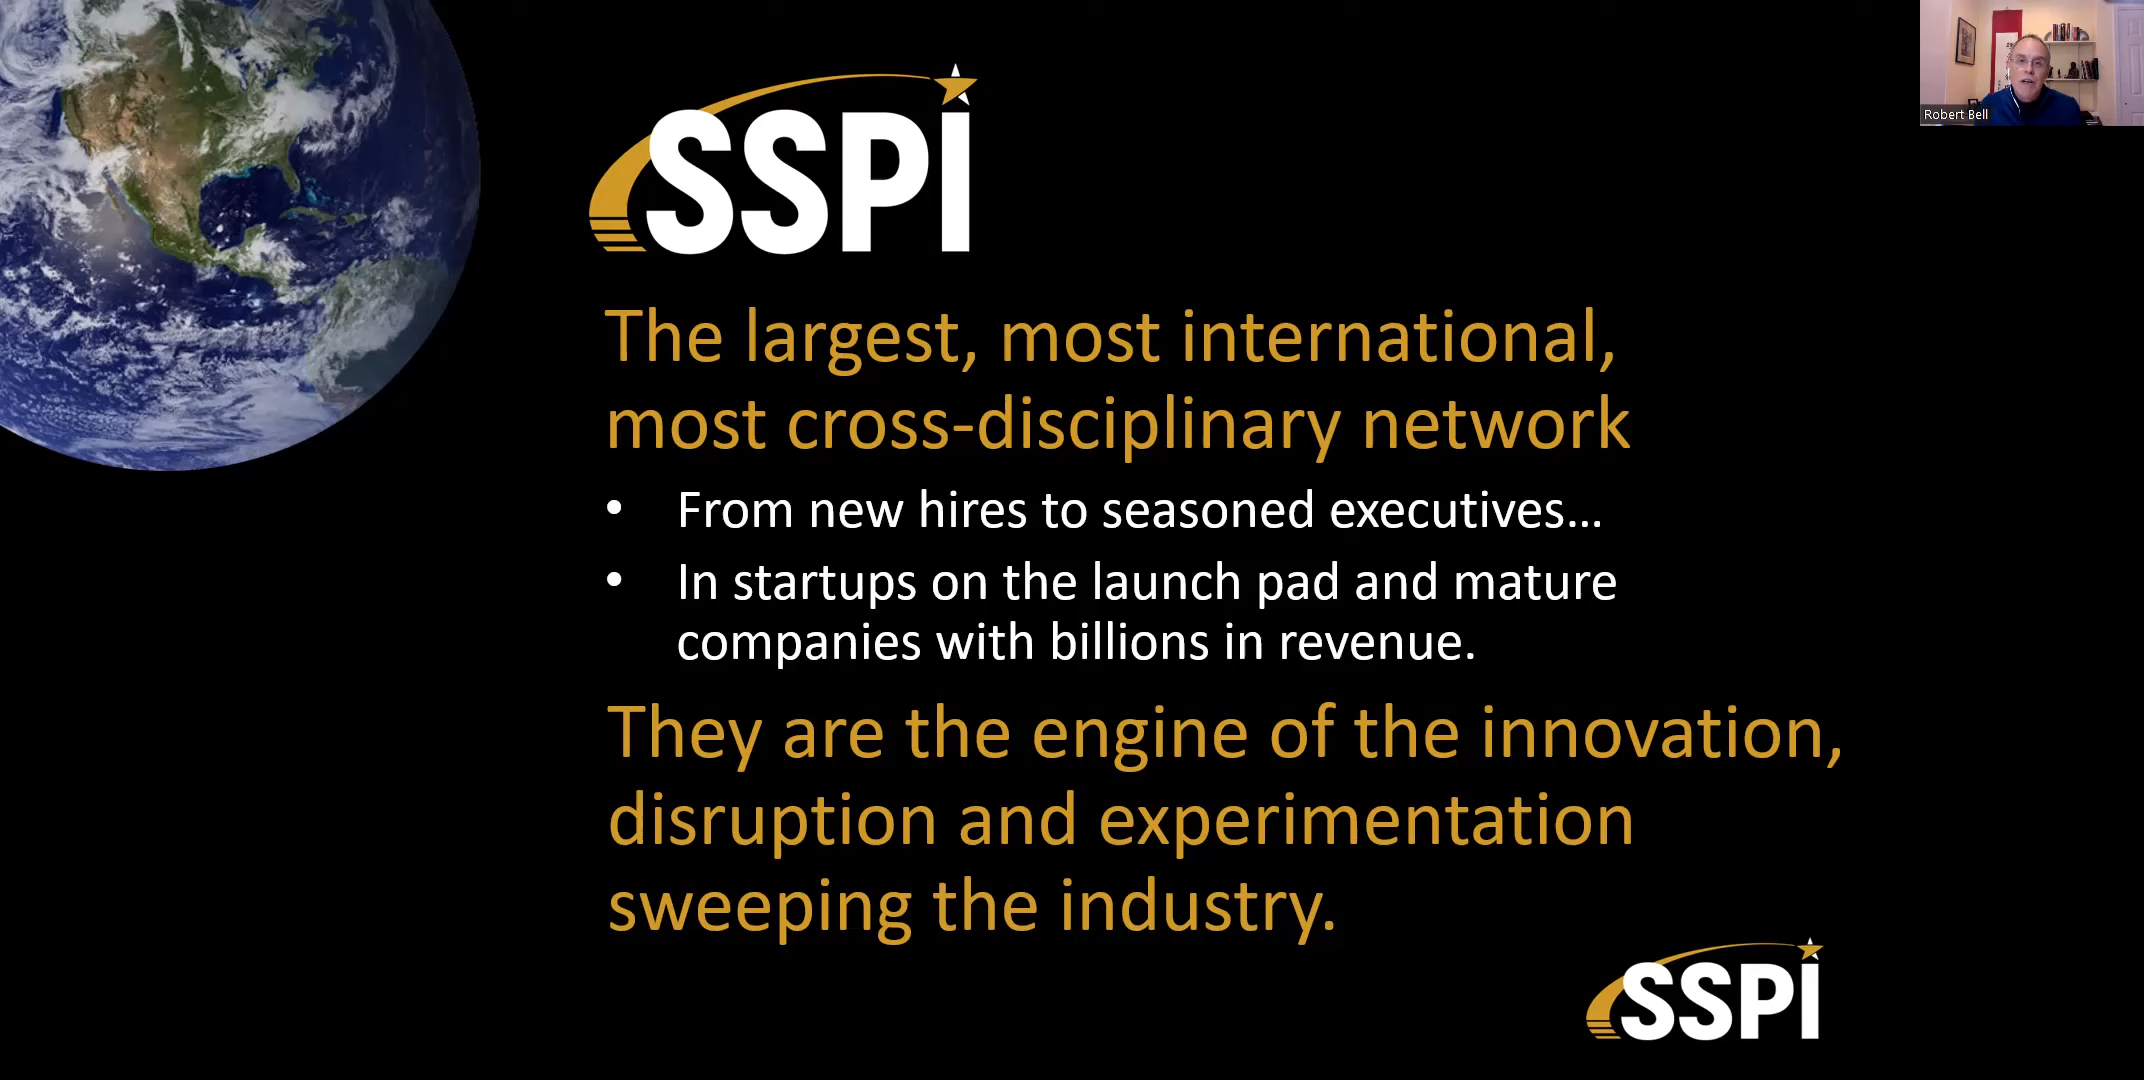 Robert Bell
SSPI
The largest, most international,
most cross-disciplinary network
• From new hires to seasoned executives...
• In startups on the launch pad and mature
companies with billions in revenue.
They are the engine of the innovation,
disruption and experimentation
sweeping the industry.
SSPI